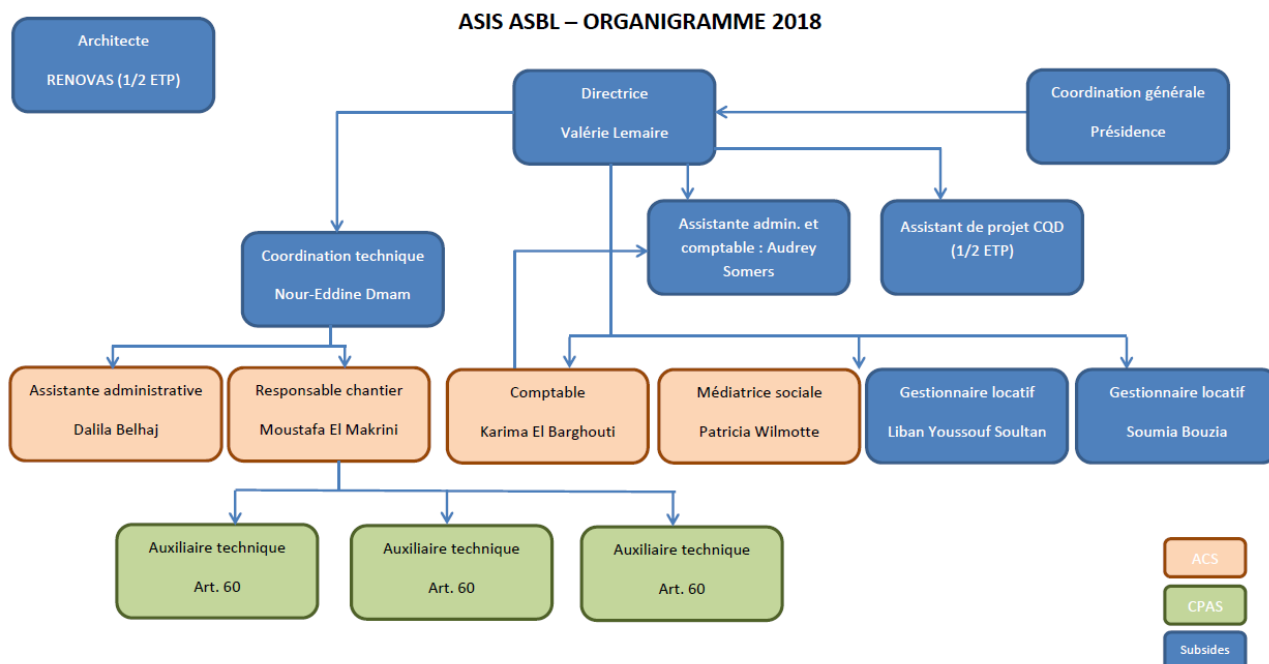 ASIS ASBL – ORGANIGRAMME 2018
Architecte
RENOVAS (1/2 ETP)
Directrice
Valérie Lemaire
Coordination générale
Présidence
Assistante admin. et
comptable : Audrey
Somers
Assistant de projet CQD
(1/2 ETP)
Coordination technique
Nour-Eddine Dmam
Assistante administrative
Dalila Belhaj
Responsable chantier
Moustafa El Makrini
Comptable
Karima El Barghouti
Médiatrice sociale
Patricia Wilmotte
Gestionnaire locatif
Liban Youssouf Soultan
Gestionnaire locatif
Soumia Bouzia
Auxiliaire technique
Art. 60
Auxiliaire technique
Art. 60
Auxiliaire technique
Art. 60
ACS
CPAS
Subsides